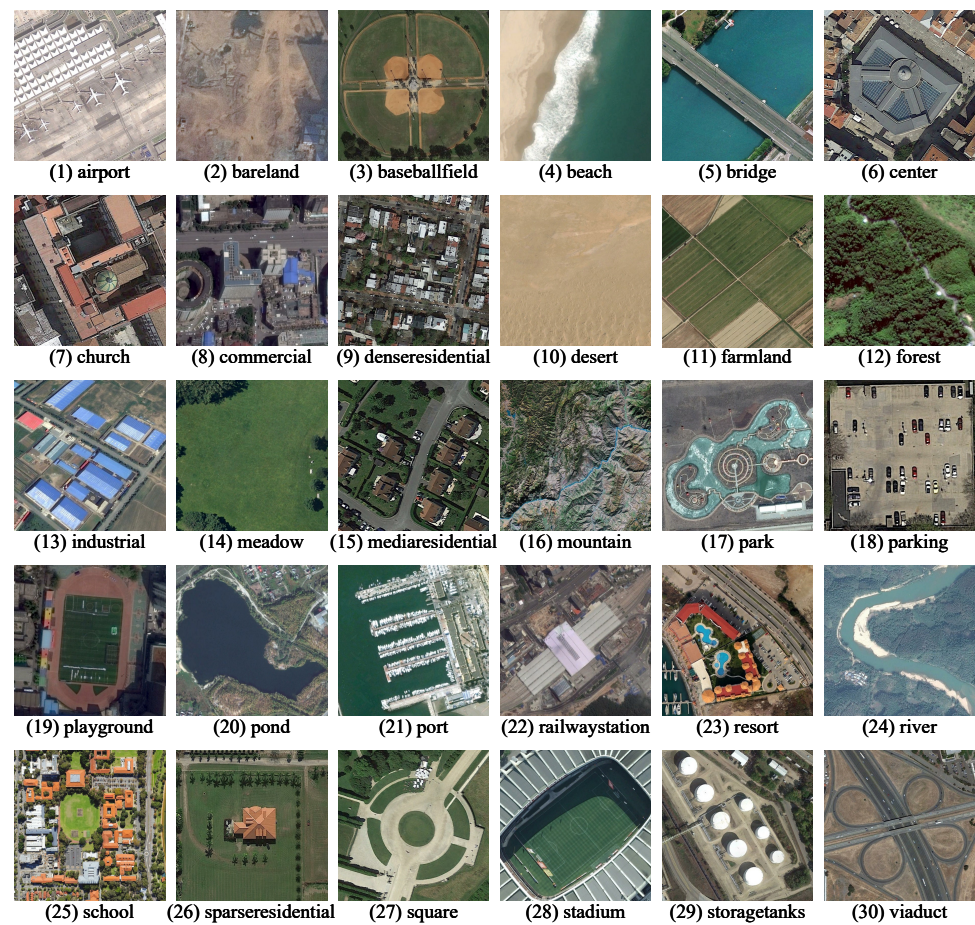 (1) airport
(2) bareland
(3) baseballfield
(4) beach
(5) bridge
(6) center
(7) church
(8) commercial
(9) denseresidential
(10) desert
(11) farmland
(12) forest
(13) industrial
(14) meadow
(15) mediaresidential
(16) mountain
(17) park
(18) parking
(19) playground
(20) pond
(21) port
(22) railwaystation
(23) resort
(24) river
(25) school
(26) sparseresidential
(27) square
(28) stadium
(29) storagetanks
(30) viaduct